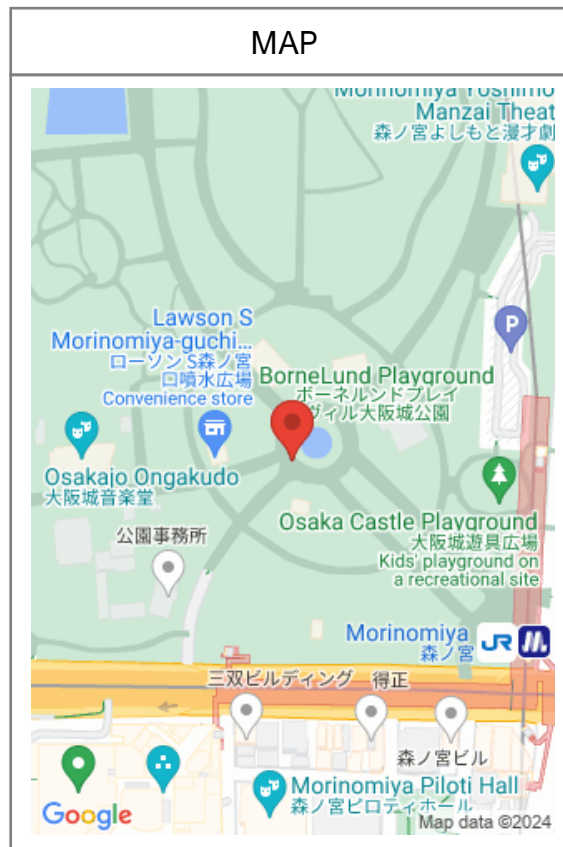 MAP
Morinomiya Yoshimo
Manzai Theat
森ノ宮よしもと漫才劇
P
Lawson S
Morinomiya-guchi...
ローソン S森ノ宮
口噴水広場
Convenience store
BorneLund Playground
ボーネルンドプレイ
ヴィル大阪城公園
Osakajo Ongakudo
大阪城音楽堂
Osaka Castle Playground
大阪城遊具広場
Kids' playground on
a recreational site
公園事務所
Morinomiya
森ノ宮
JR
三双ビルディング
得正
森ノ宮ビル
Morinomiya Piloti Hall
森ノ宮ピロティホール
Google
Map data ©2024